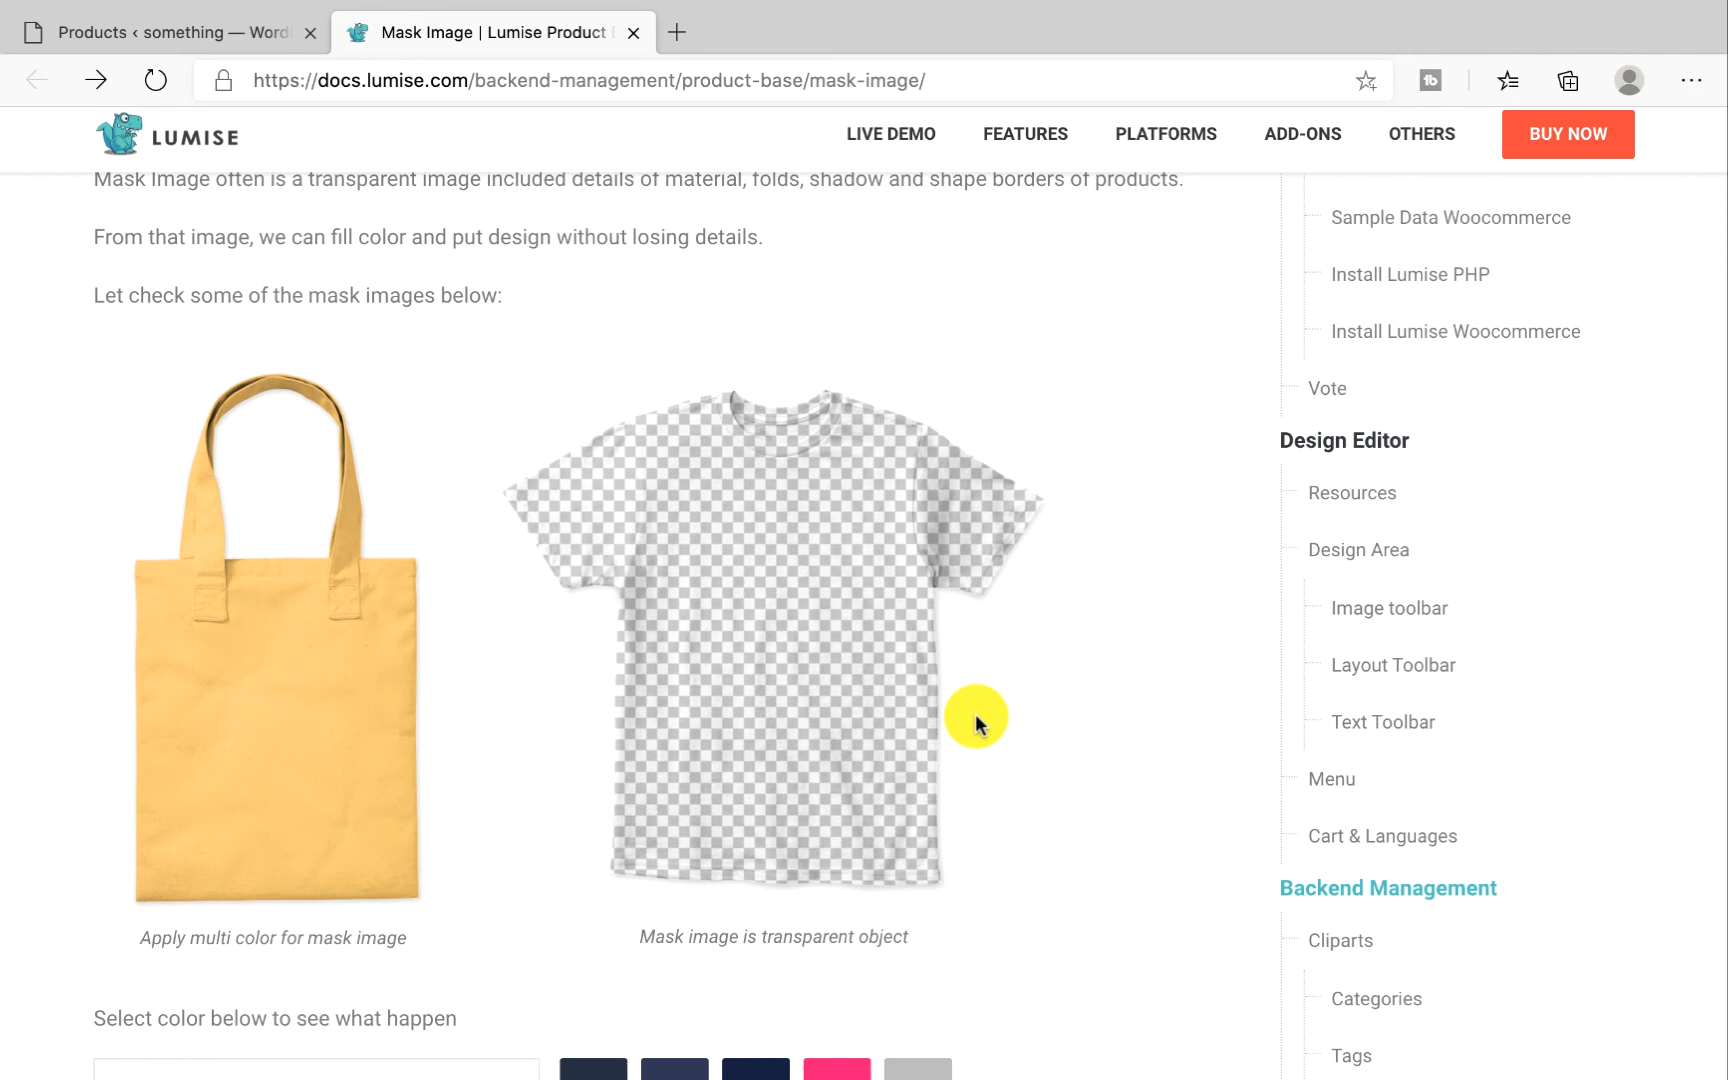 Products ‹ something — Word
Mask Image | Lumise Product
https://docs.lumise.com/backend-management/product-base/mask-image/
LUMISE
LIVE DEMO
FEATURES
PLATFORMS
ADD-ONS
OTHERS
BUY NOW
Mask Image often is a transparent image included details of material, folds, shadow and shape borders of products.
From that image, we can fill color and put design without losing details.
Let check some of the mask images below:
Apply multi color for mask image
Mask image is transparent object
Select color below to see what happen
Sample Data Woocommerce
Install Lumise PHP
Install Lumise Woocommerce
Vote
Design Editor
Resources
Design Area
Image toolbar
Layout Toolbar
Text Toolbar
Menu
Cart & Languages
Backend Management
Cliparts
Categories
Tags